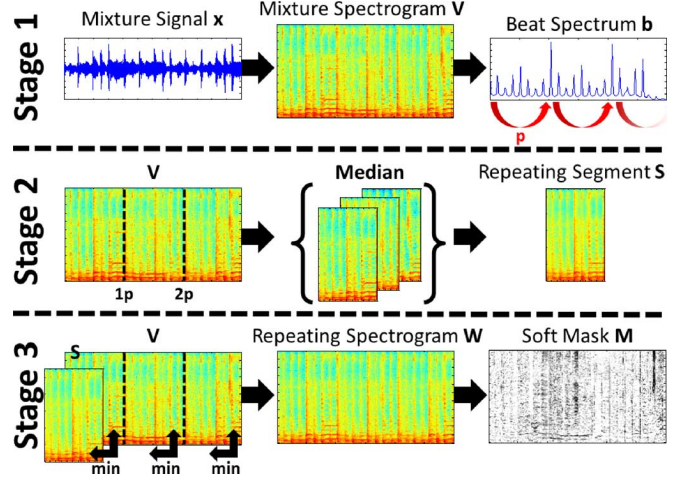 Stage 1
Mixture Signal x
Mixture Spectrogram V
Beat Spectrum b
p
Stage 2
V
Median
Repeating Segment S
1p
2p
Stage 3
S
V
Repeating Spectrogram W
Soft Mask M
min
min
min